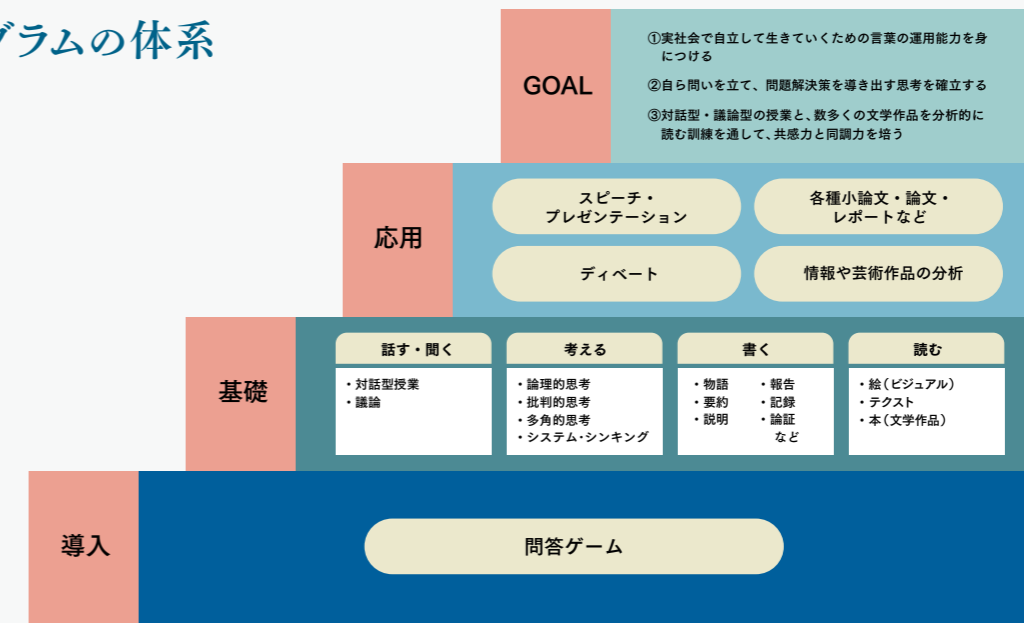 グラムの体系
GOAL
①実社会で自立して生きていくための言葉の運用能力を身
につける
②自ら問いを立て、問題解決策を導き出す思考を確立する
③対話型・議論型の授業と、数多くの文学作品を分析的に
読む訓練を通して、共感力と同調力を培う
応用
スピーチ・
プレゼンテーション
各種小論文・論文・
レポートなど
ディベート
情報や芸術作品の分析
基礎
話す・聞く
・対話型授業
・議論
考える
・論理的思考
・批判的思考
・多角的思考
・システム・シンキング
書く
・物語
・要約
・説明
・報告
・記録
・論証
など
読む
・絵(ビジュアル)
・テクスト
・本(文学作品)
導入
問答ゲーム